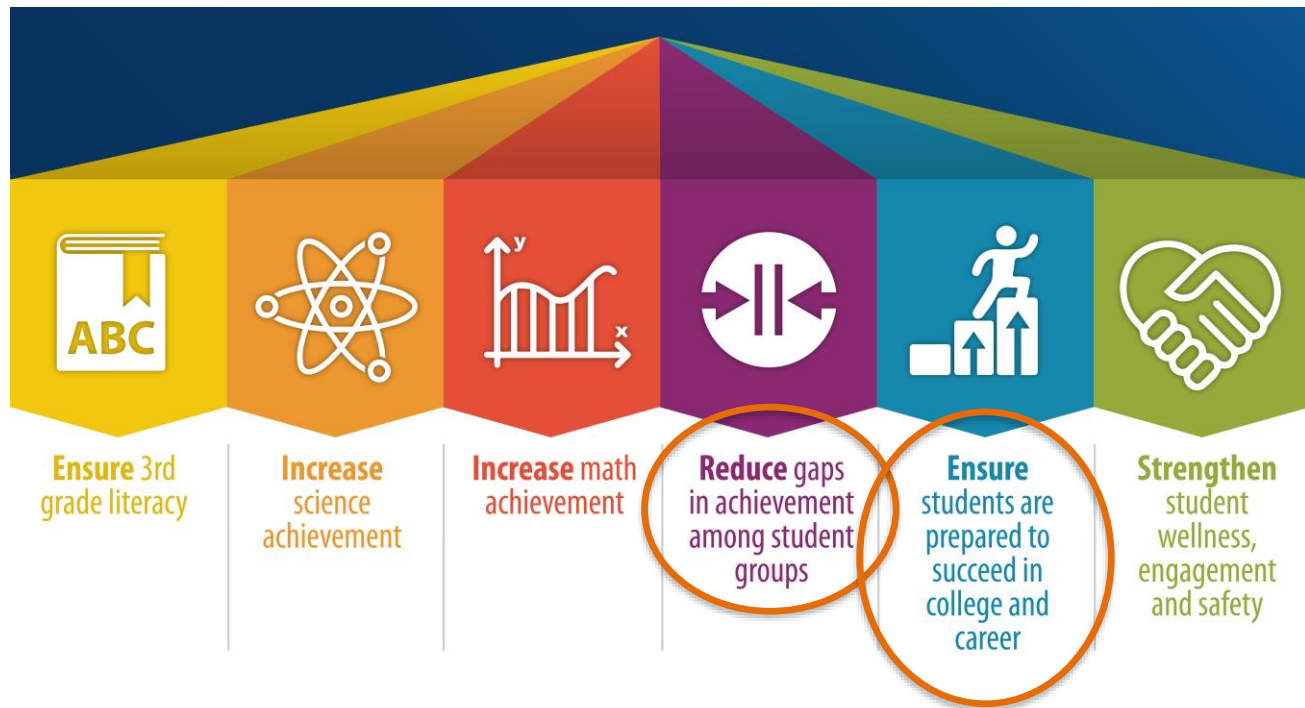 ABC
y
x
Ensure 3rd
grade literacy
Increase
science
achievement
Increase math
achievement
Reduce gaps
in achievement
among student
groups
Ensure
students are
prepared to
succeed in
college and
career
Strengthen
student
wellness,
engagement
and safety